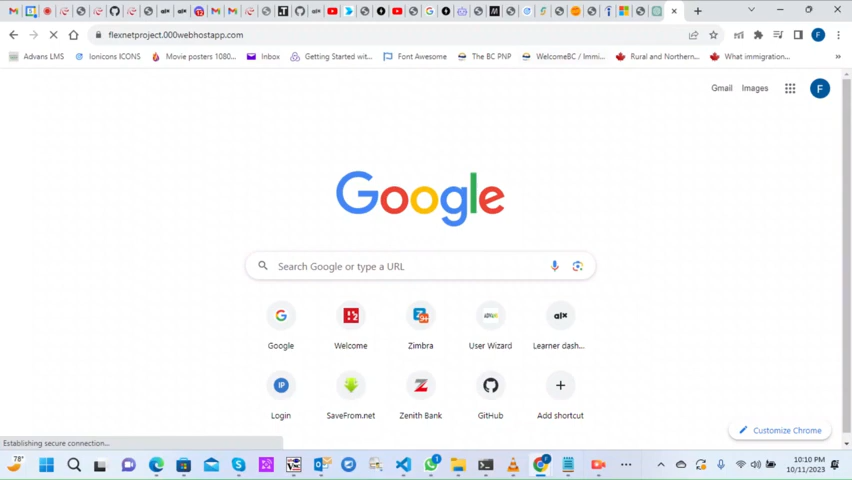 flexnetproject.000webhostapp.com
Advans LMS
Ionicons ICONS
Movie posters 1080...
Inbox
Getting Started wit...
Font Awesome
The BC PNP
WelcomeBC / Immi...
Rural and Northern...
What immigration...
»
Gmail
Images
F
F
Google
Search Google or type a URL
Google
Welcome
Zimbra
User Wizard
Learner dash...
Login
SaveFrom.net
Zenith Bank
GitHub
Add shortcut
Customize Chrome
Establishing secure connection...
78°
10:10 PM
10/11/2023